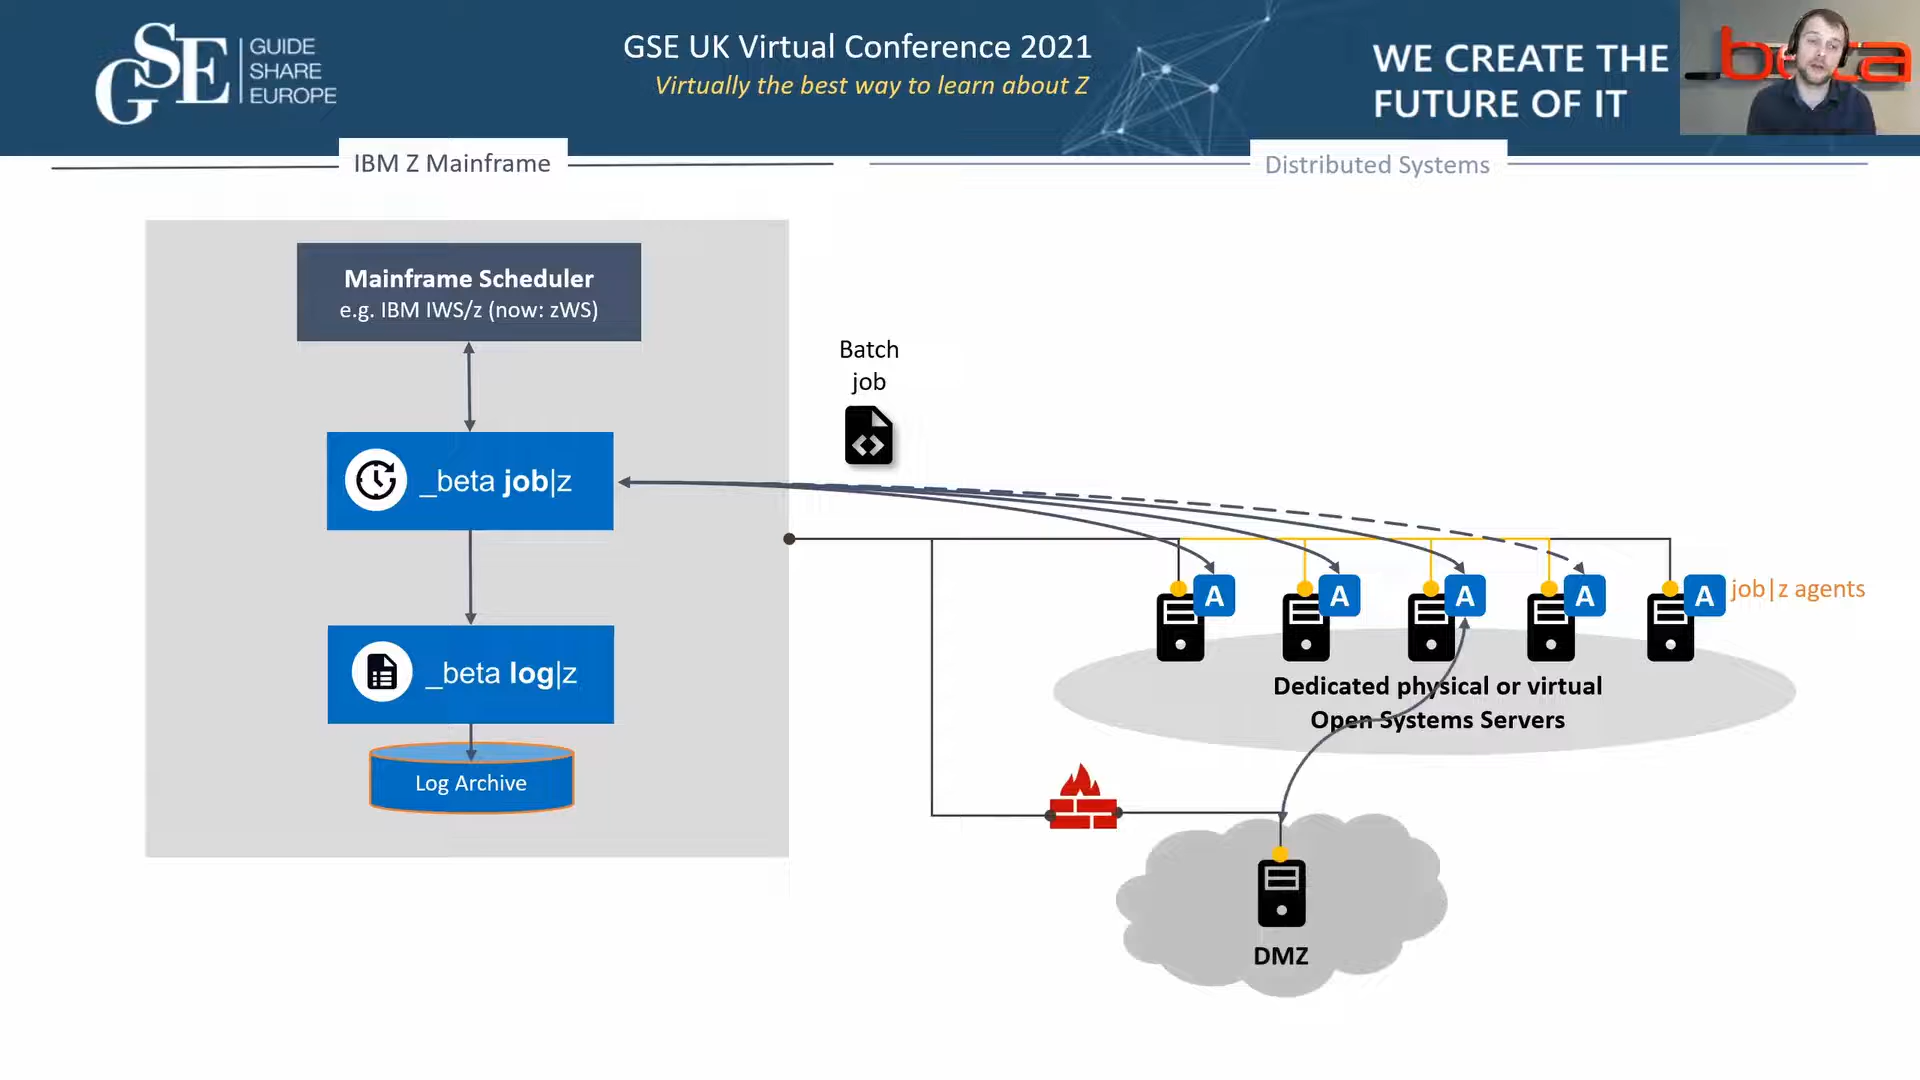 GSE
GUIDE
SHARE
EUROPE
GSE UK Virtual Conference 2021
Virtually the best way to learn about Z
WE CREATE THE
FUTURE OF IT
beta
IBM Z Mainframe
Distributed Systems
Mainframe Scheduler
e.g. IBM IWS/z (now: zWS)
Batch
job
_beta job|z
A
A
A
A
A
job|z agents
_beta log|z
Dedicated physical or virtual
Open Systems Servers
Log Archive
DMZ